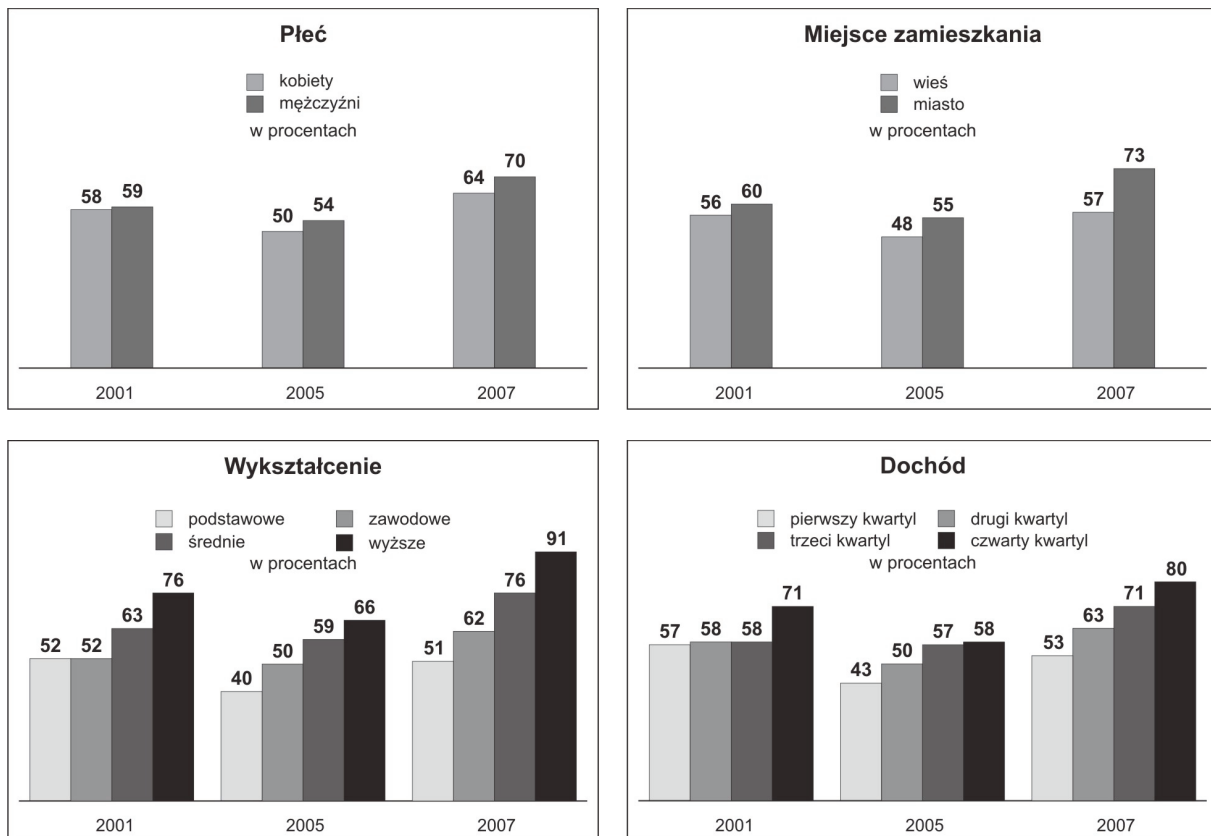 Płeć
kobiety
mężczyźni
w procentach
58 59
50 54
64 70
2001 2005 2007
Miejsce zamieszkania
wieś
miasto
w procentach
56 60
48 55
57 73
2001 2005 2007
Wykształcenie
podstawowe zawodowe
średnie wyższe
w procentach
52 52 63 76
40 50 59 66
51 62 76 91
2001 2005 2007
Dochód
pierwszy kwartyl drugi kwartyl
trzeci kwartyl czwarty kwartyl
w procentach
57 58 58 71
43 50 57 58
53 63 71 80
2001 2005 2007